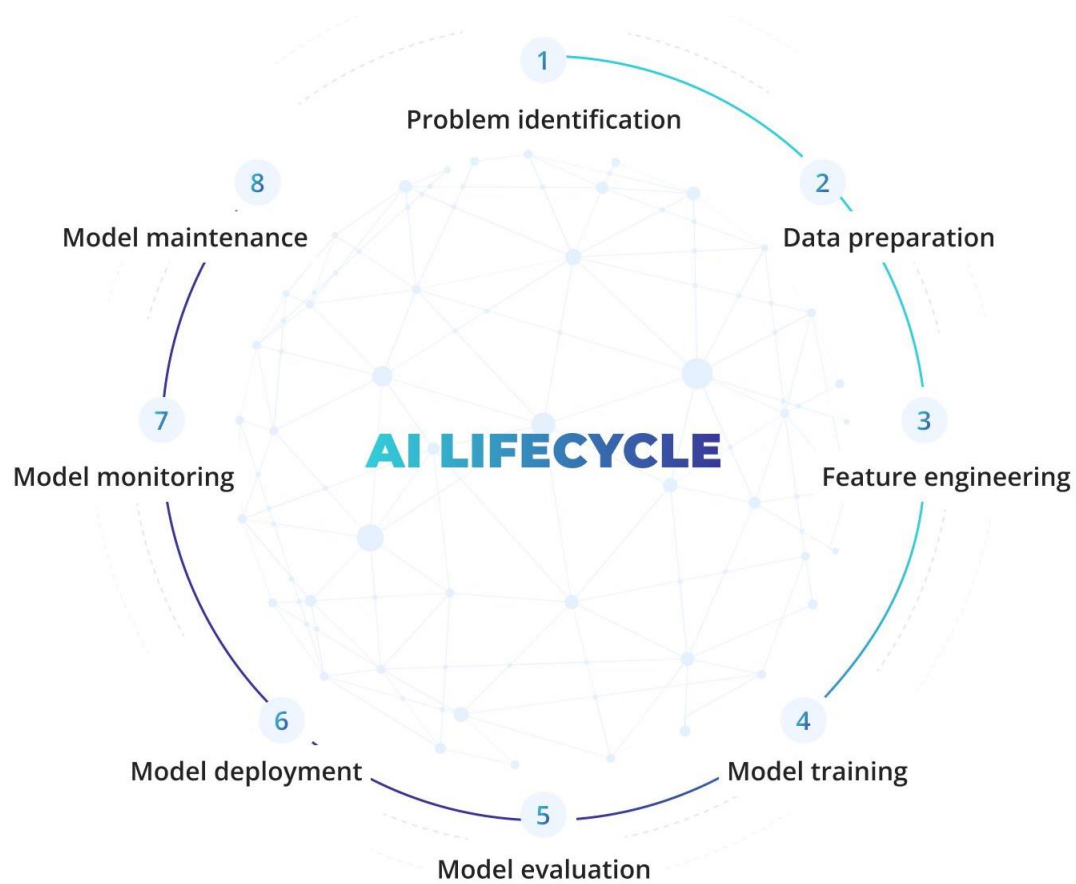 1
Problem identification
2
Data preparation
3
Feature engineering
4
Model training
5
Model evaluation
6
Model deployment
7
Model monitoring
8
Model maintenance
AI LIFECYCLE